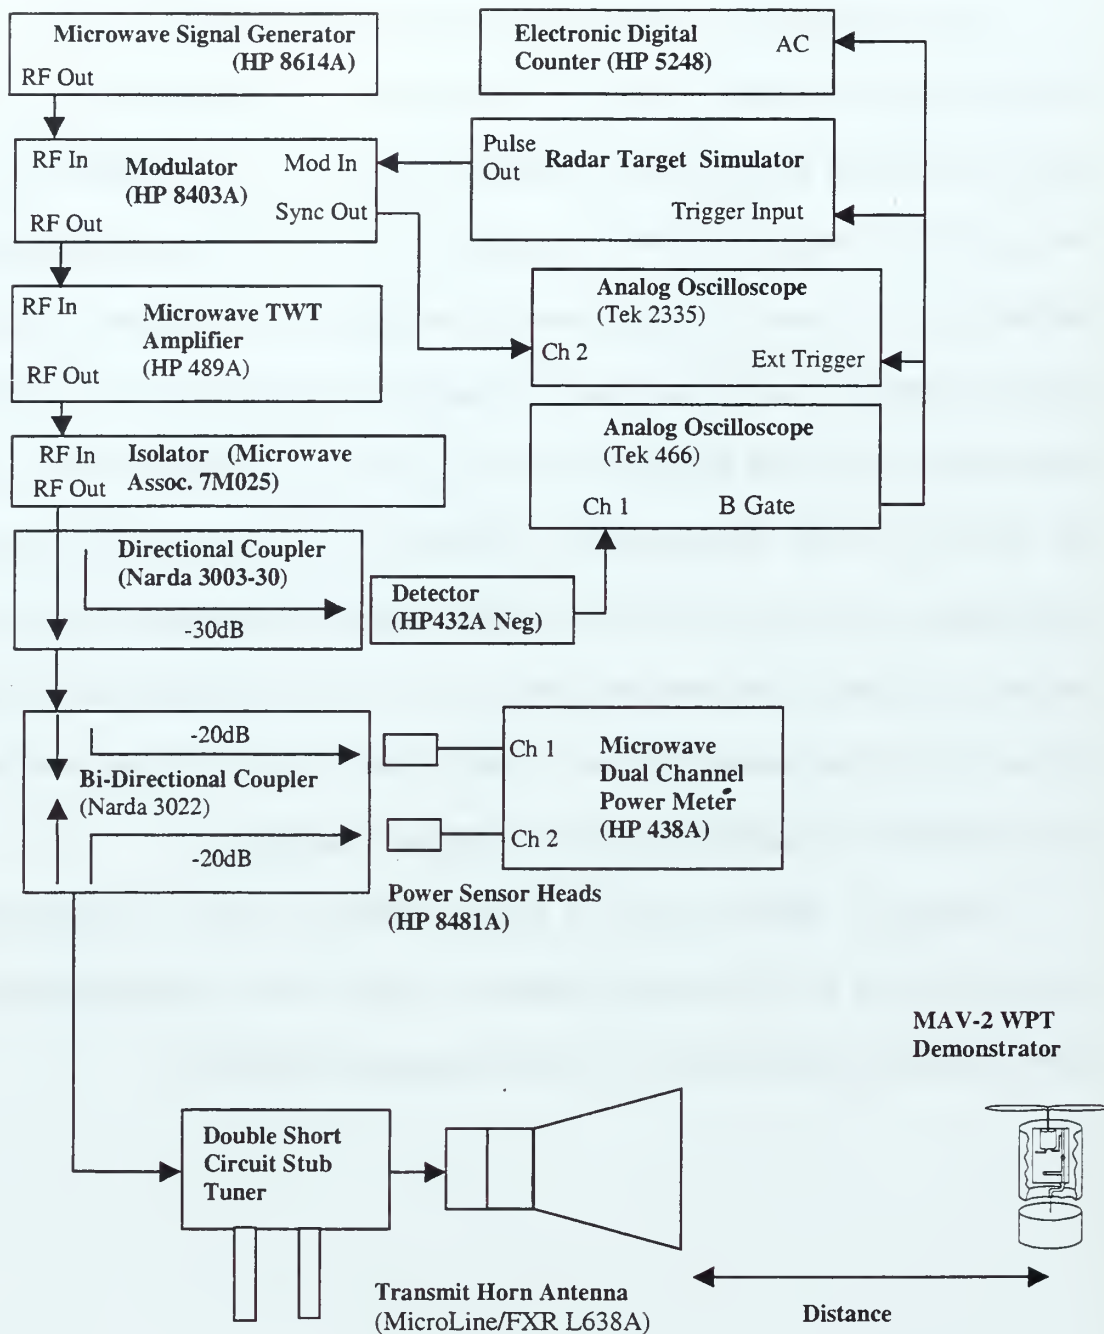 Microwave Signal Generator
(HP 8614A)
RF Out
Electronic Digital
Counter (HP 5248)
AC
RF In
Modulator
(HP 8403A)
Mod In
Sync Out
RF Out
Pulse
Out
Radar Target Simulator
Trigger Input
RF In
Microwave TWT
Amplifier
(HP 489A)
RF Out
Analog Oscilloscope
(Tek 2335)
Ch 2
Ext Trigger
RF In
RF Out
Isolator (Microwave
Assoc. 7M025)
Analog Oscilloscope
(Tek 466)
Ch 1
B Gate
Directional Coupler
(Narda 3003-30)
-30dB
Detector
(HP432A Neg)
-20dB
Bi-Directional Coupler
(Narda 3022)
-20dB
Ch 1
Ch 2
Microwave
Dual Channel
Power Meter
(HP 438A)
Power Sensor Heads
(HP 8481A)
MAV-2 WPT
Demonstrator
Double Short
Circuit Stub
Tuner
Transmit Horn Antenna
(MicroLine/FXR L638A)
Distance